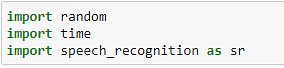 import random
import time
import speech_recognition as sr